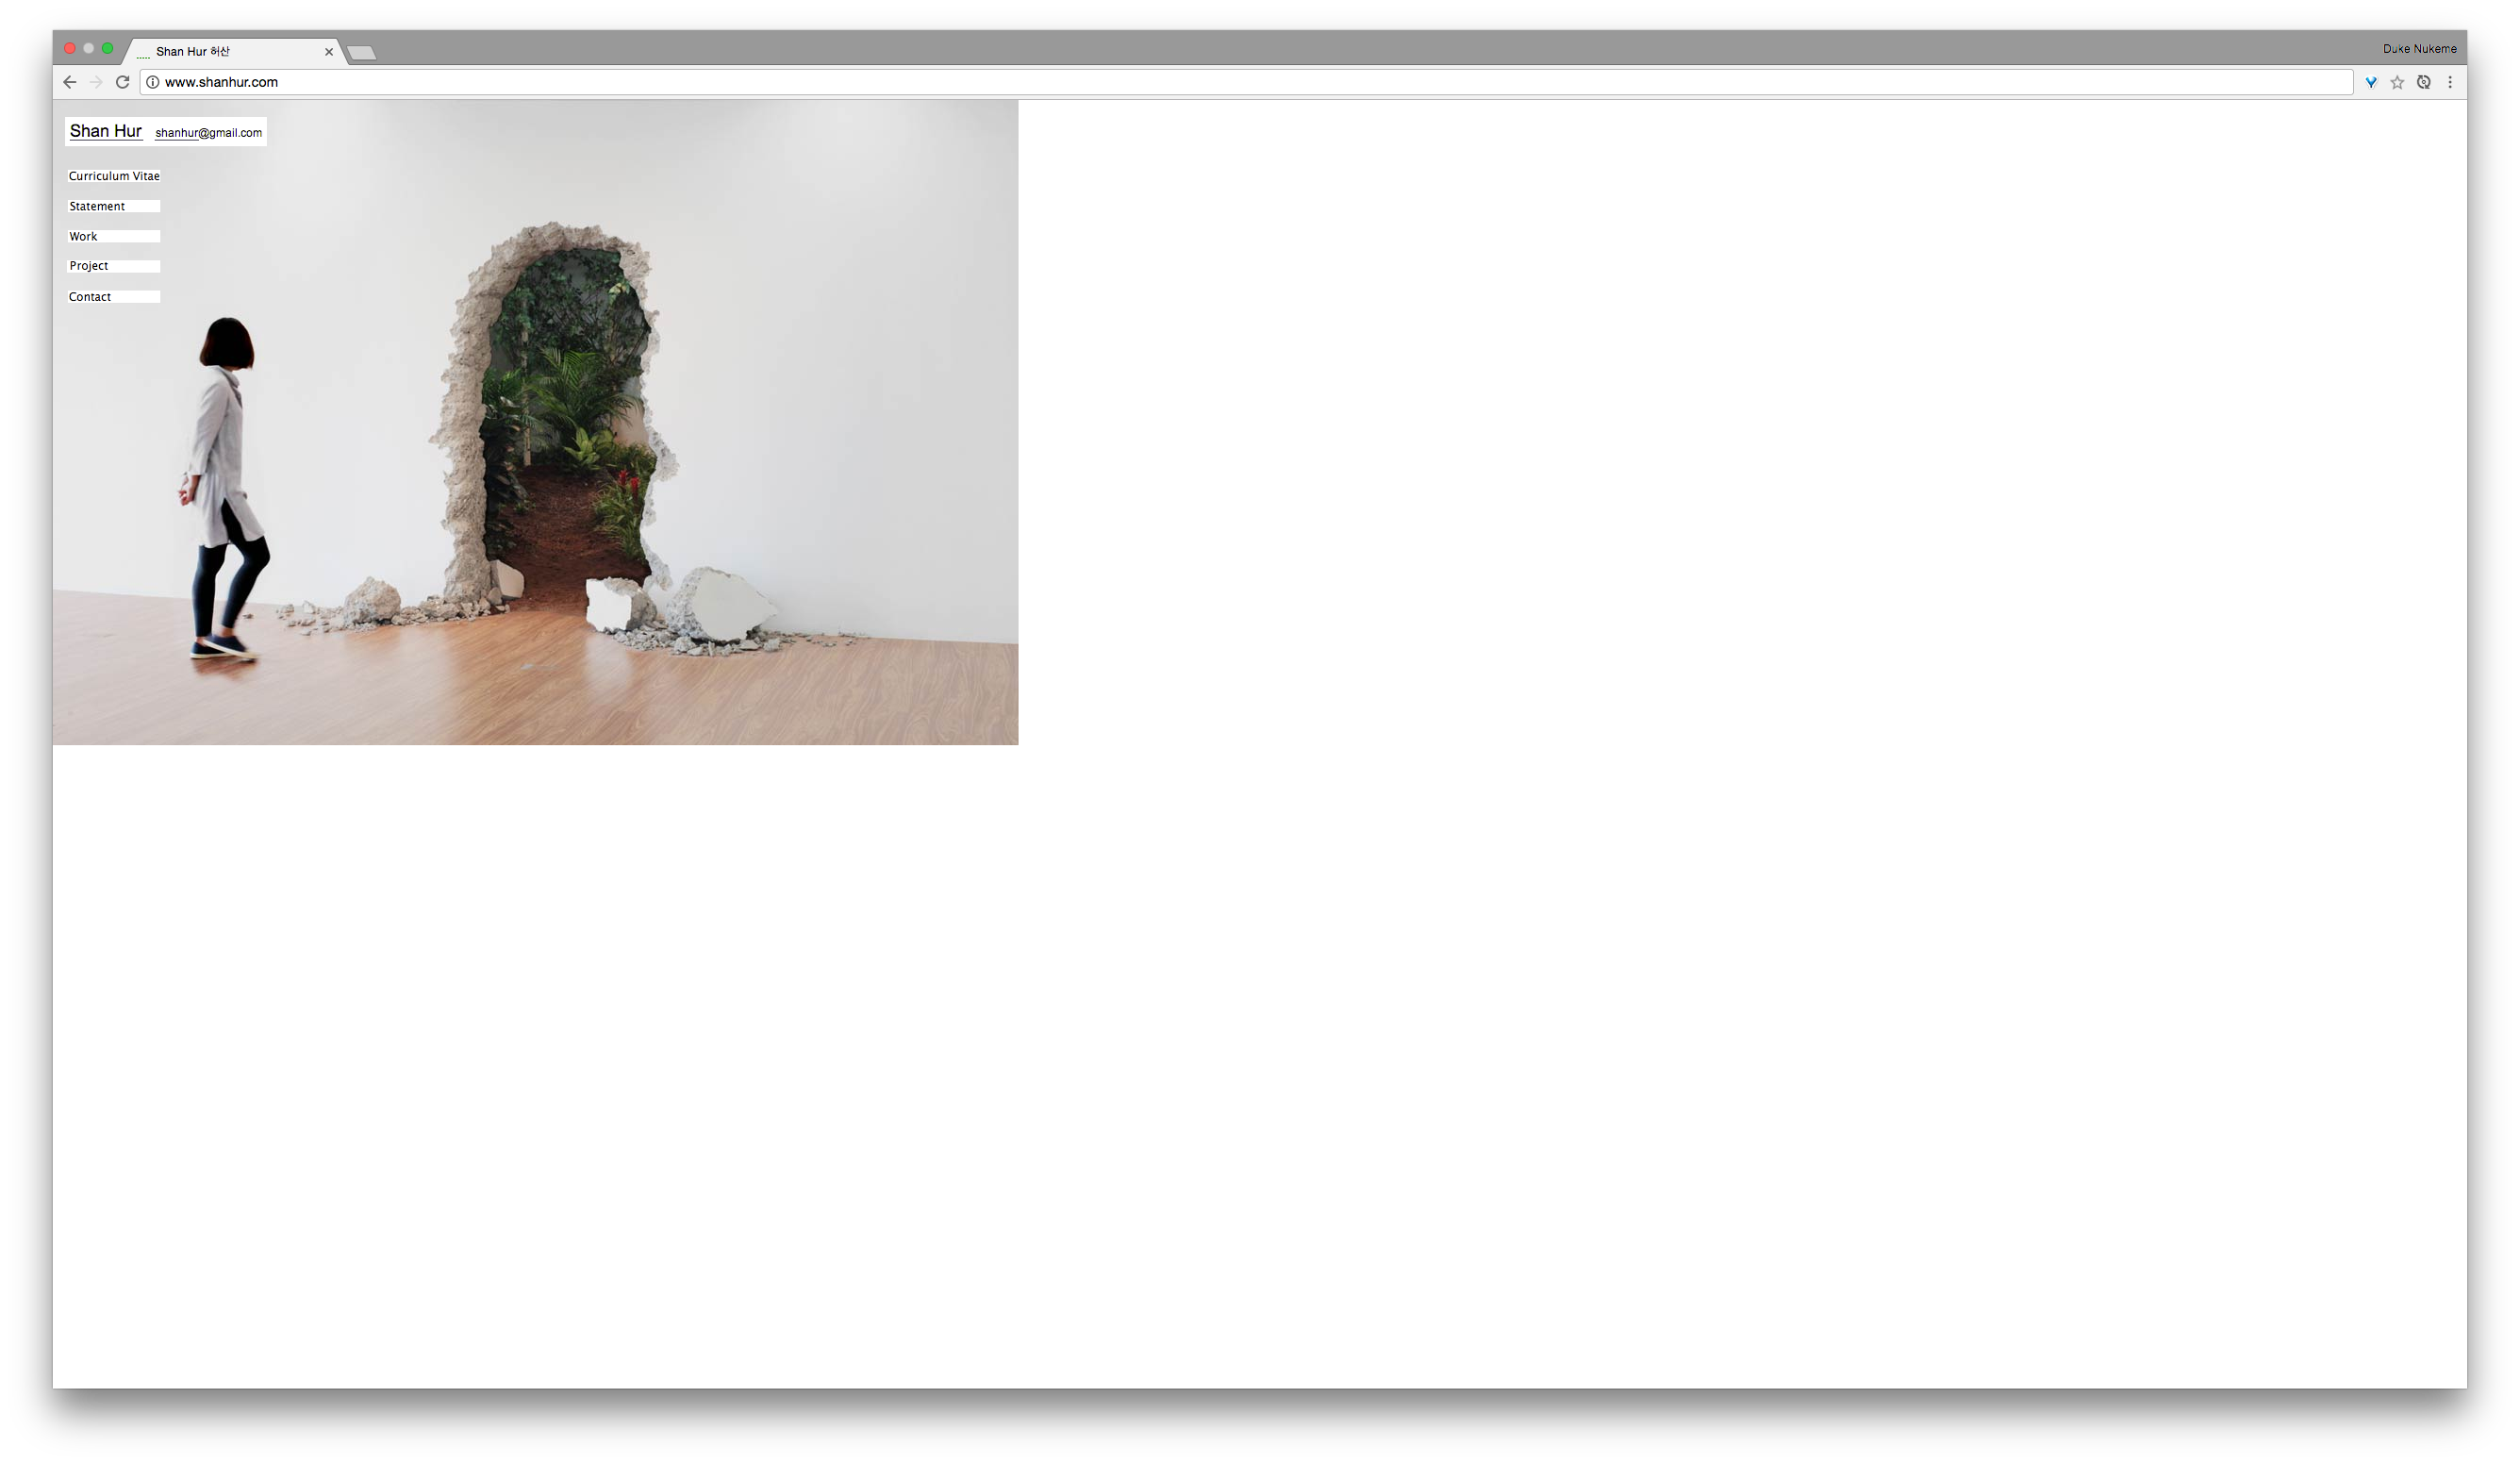 Shan Hur 허산
Duke Nukeme
www.shanhur.com
Shan Hur shanhur@gmail.com
Curriculum Vitae
Statement
Work
Project
Contact